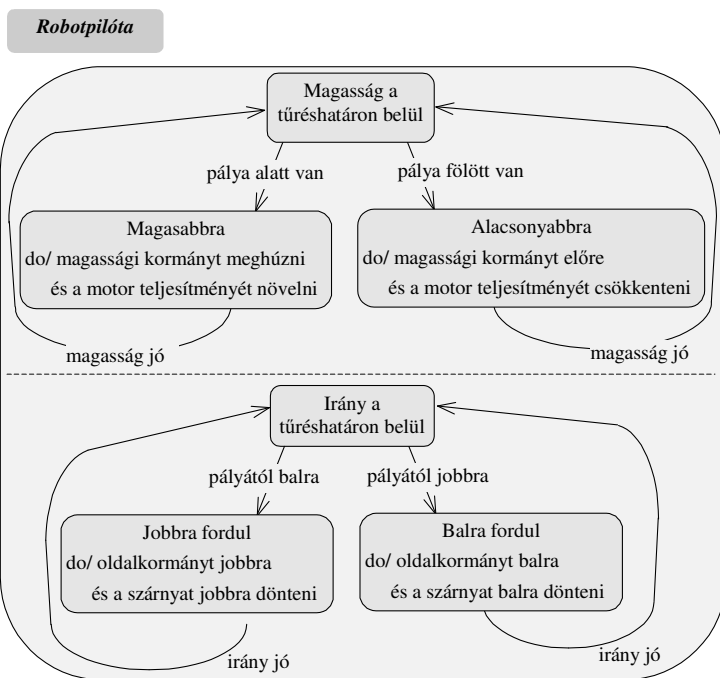 Robotpilóta
Magasság a
tűréshatáron belül
pálya alatt van
pálya fölött van
Magasabbra
do/ magassági kormányt meghúzni
és a motor teljesítményét növelni
Alacsonyabbra
do/ magassági kormányt előre
és a motor teljesítményét csökkenteni
magasság jó
magasság jó
Irány a
tűréshatáron belül
pályától balra
pályától jobbra
Jobbra fordul
do/ oldalkormányt jobbra
és a szárnyat jobbra dönteni
Balra fordul
do/ oldalkormányt balra
és a szárnyat balra dönteni
irány jó
irány jó